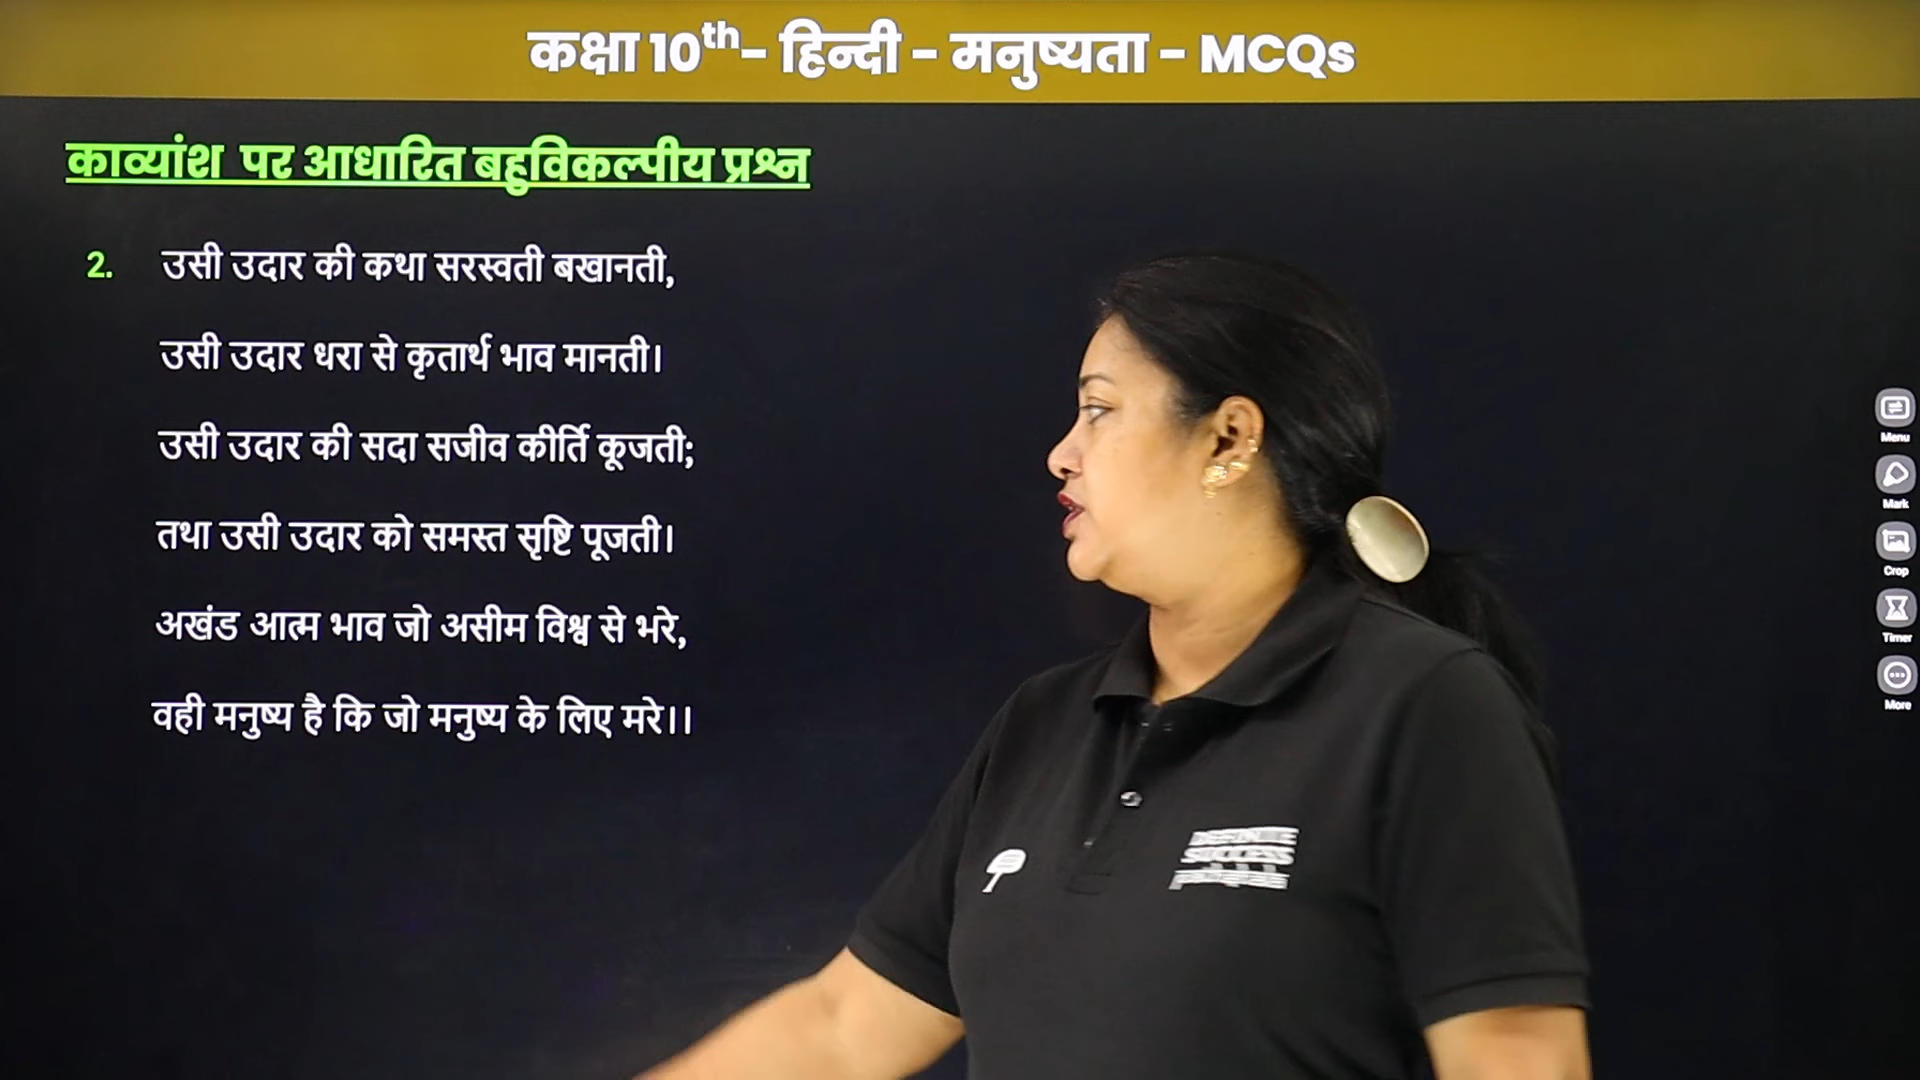 कक्षा 10th- हिन्दी - मनुष्यता - MCQs
काव्यांश पर आधारित बहुविकल्पीय प्रश्न
2. उसी उदार की कथा सरस्वती बखानती,
उसी उदार धरा से कृतार्थ भाव मानती।
उसी उदार की सदा सजीव कीर्ति कूजती;
तथा उसी उदार को समस्त सृष्टि पूजती।
अखंड आत्म भाव जो असीम विश्व से भरे,
वही मनुष्य है कि जो मनुष्य के लिए मरे।।
Menu
Mark
Crop
Timer
More
SUCCESS